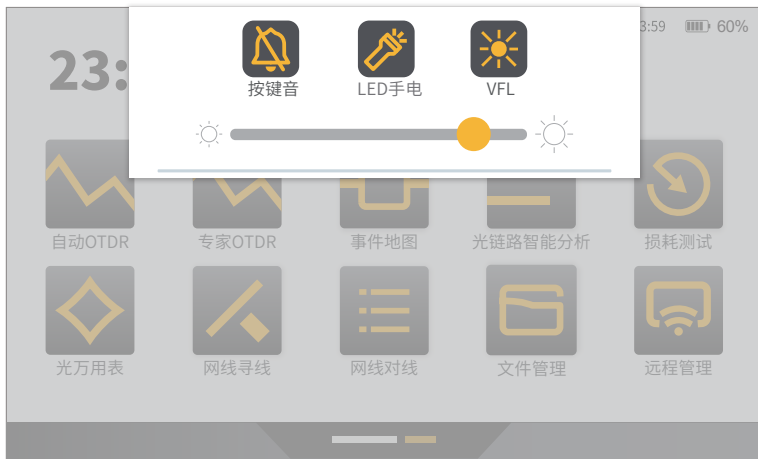 3:59 60%
23:
按键音 LED手电 VFL
自动OTDR 专家OTDR 事件地图 光链路智能分析 损耗测试
光万用表 网线寻线 网线对线 文件管理 远程管理